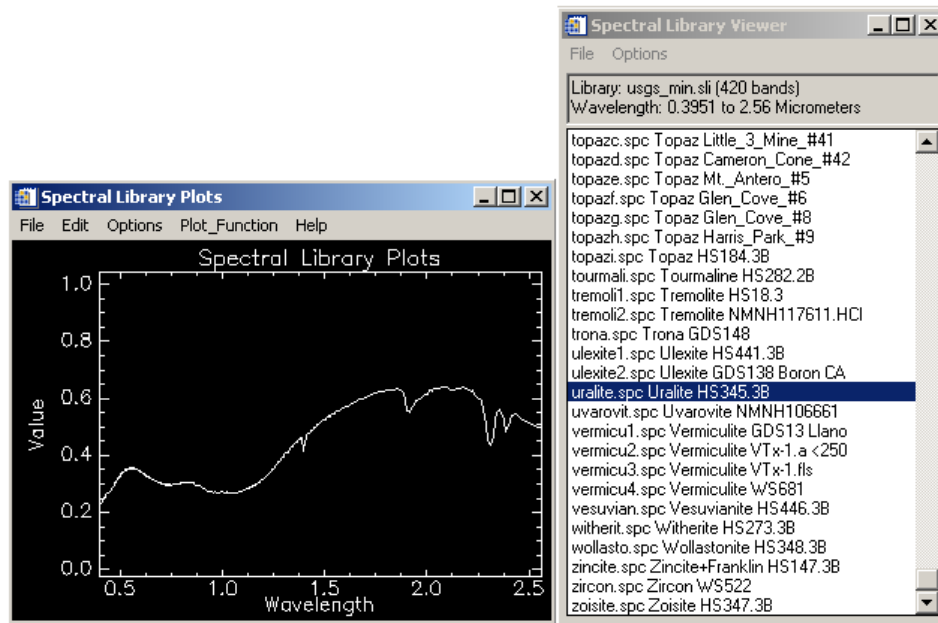 Spectral Library Viewer
File Options
Library: usgs_min.sli (420 bands)
Wavelength: 0.3951 to 2.56 Micrometers
topazc.spc Topaz Little_3_Mine_#41
topazd.spc Topaz Cameron_Cone_#42
topaze.spc Topaz Mt._Antero_#5
topazf.spc Topaz Glen_Cove_#6
topazg.spc Topaz Glen_Cove_#8
topazh.spc Topaz Harris_Park_#9
topazi.spc Topaz HS184.3B
tourmali.spc Tourmaline HS282.2B
tremoli1.spc Tremolite HS18.3
tremoli2.spc Tremolite NMNH117611.HCl
trona.spc Trona GDS148
ulexite1.spc Ulexite HS441.3B
ulexite2.spc Ulexite GDS138 Boron CA
uralite.spc Uralite HS345.3B
uvarovit.spc Uvarovite NMNH106661
vermicu1.spc Vermiculite GDS13 Llano
vermicu2.spc Vermiculite VTx-1.a <250
vermicu3.spc Vermiculite VTx-1.fls
vermicu4.spc Vermiculite WS681
vesuvian.spc Vesuvianite HS446.3B
witherit.spc Witherite HS273.3B
wollasto.spc Wollastonite HS348.3B
zincite.spc Zincite+Franklin HS147.3B
zircon.spc Zircon WS522
zoisite.spc Zoisite HS347.3B
Spectral Library Plots
File Edit Options Plot_Function Help
Spectral Library Plots
1.0
0.8
0.6
0.4
0.2
0.0
Value
0.5 1.0 1.5 2.0 2.5
Wavelength